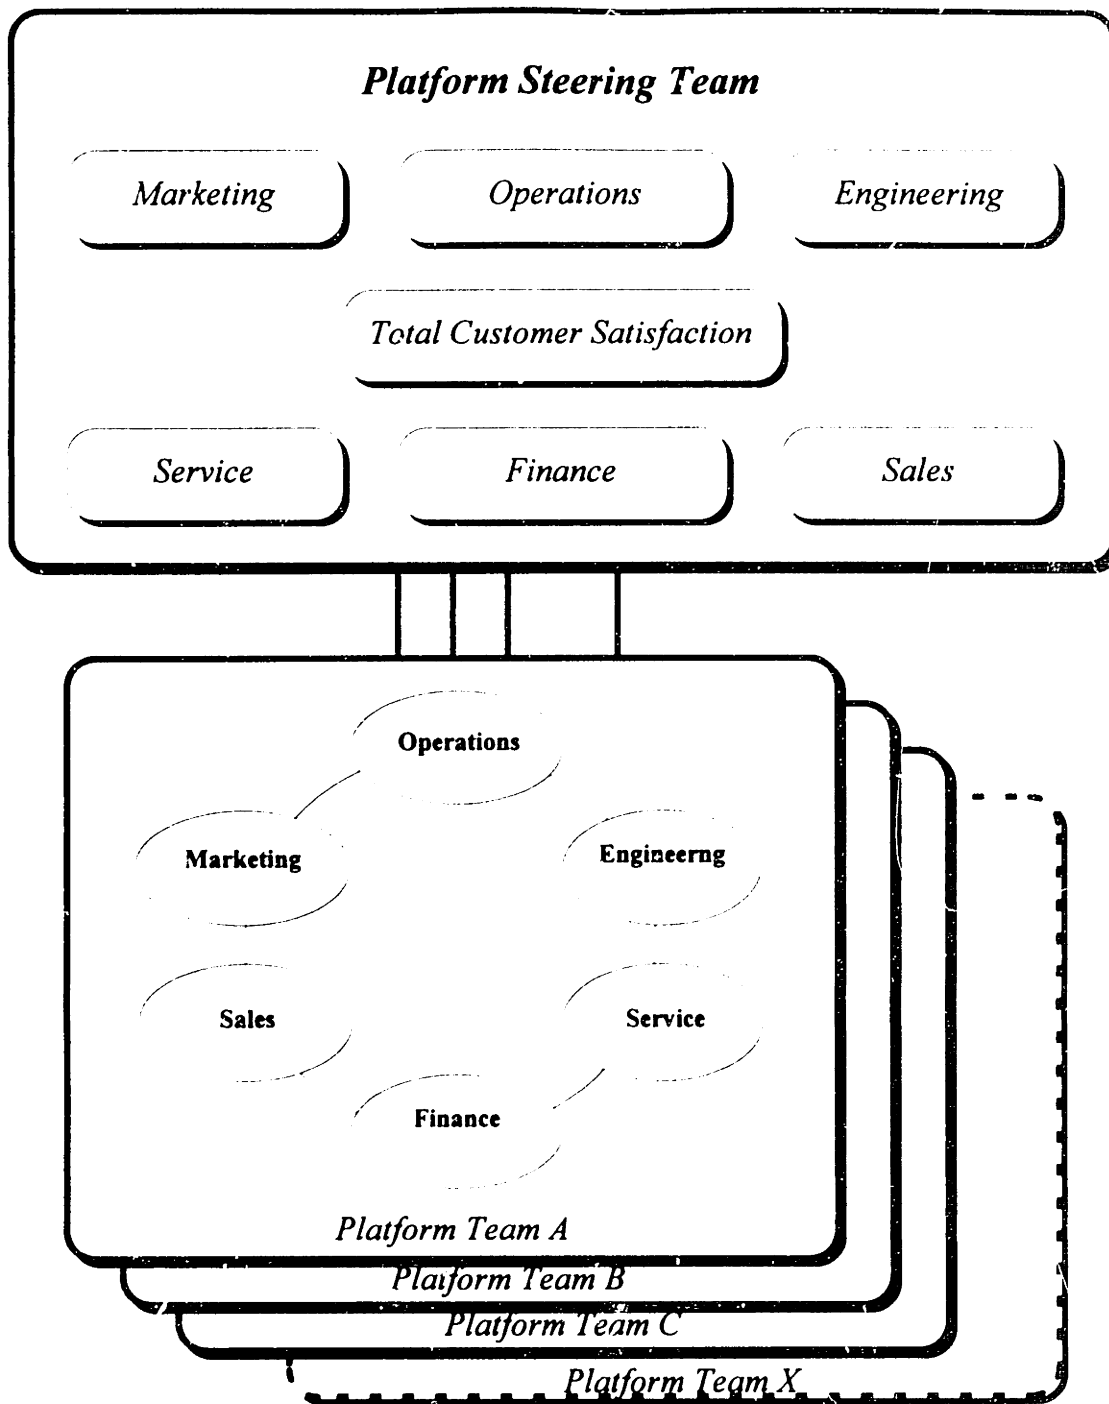 Platform Steering Team
Marketing
Operations
Engineering
Total Customer Satisfaction
Service
Finance
Sales
Operations
Marketing
Engineerng
Sales
Service
Finance
Platform Team A
Platform Team B
Platform Team C
Platform Team X